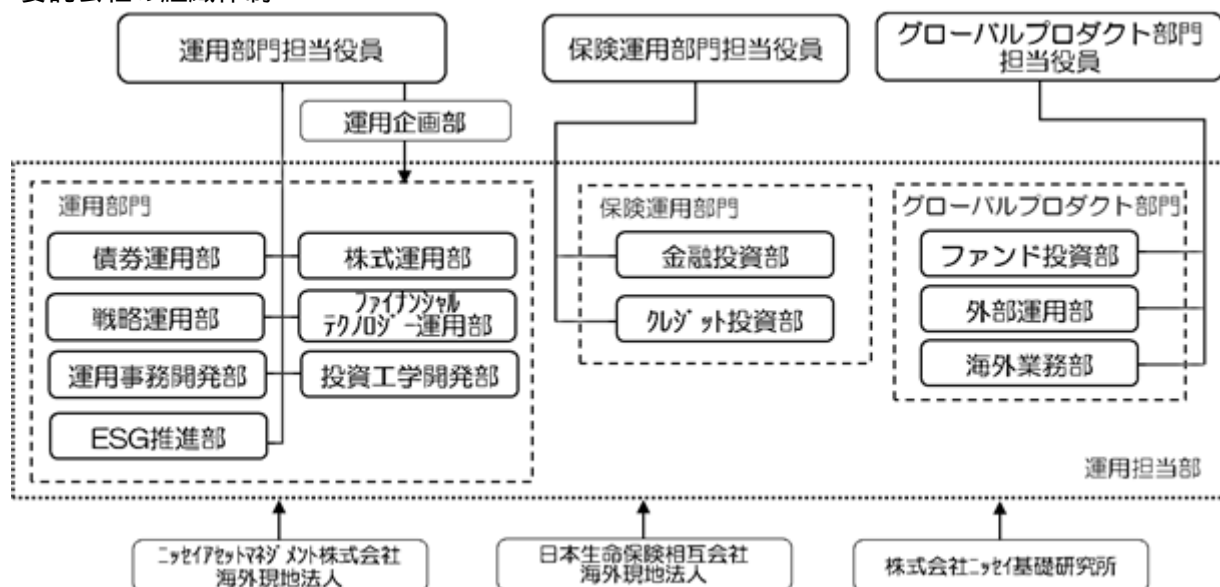 運用部門担当役員
保険運用部門担当役員
グローバルプロダクト部門
担当役員
運用企画部
運用部門
債券運用部
株式運用部
戦略運用部
ファイナンシャル
テクノロジー運用部
運用事務開発部
投資工学開発部
ESG推進部
保険運用部門
金融投資部
クレジット投資部
グローバルプロダクト部門
ファンド投資部
外部運用部
海外業務部
運用担当部
ニッセイアセットマネジメント株式会社
海外現地法人
日本生命保険相互会社
海外現地法人
株式会社ニッセイ基礎研究所